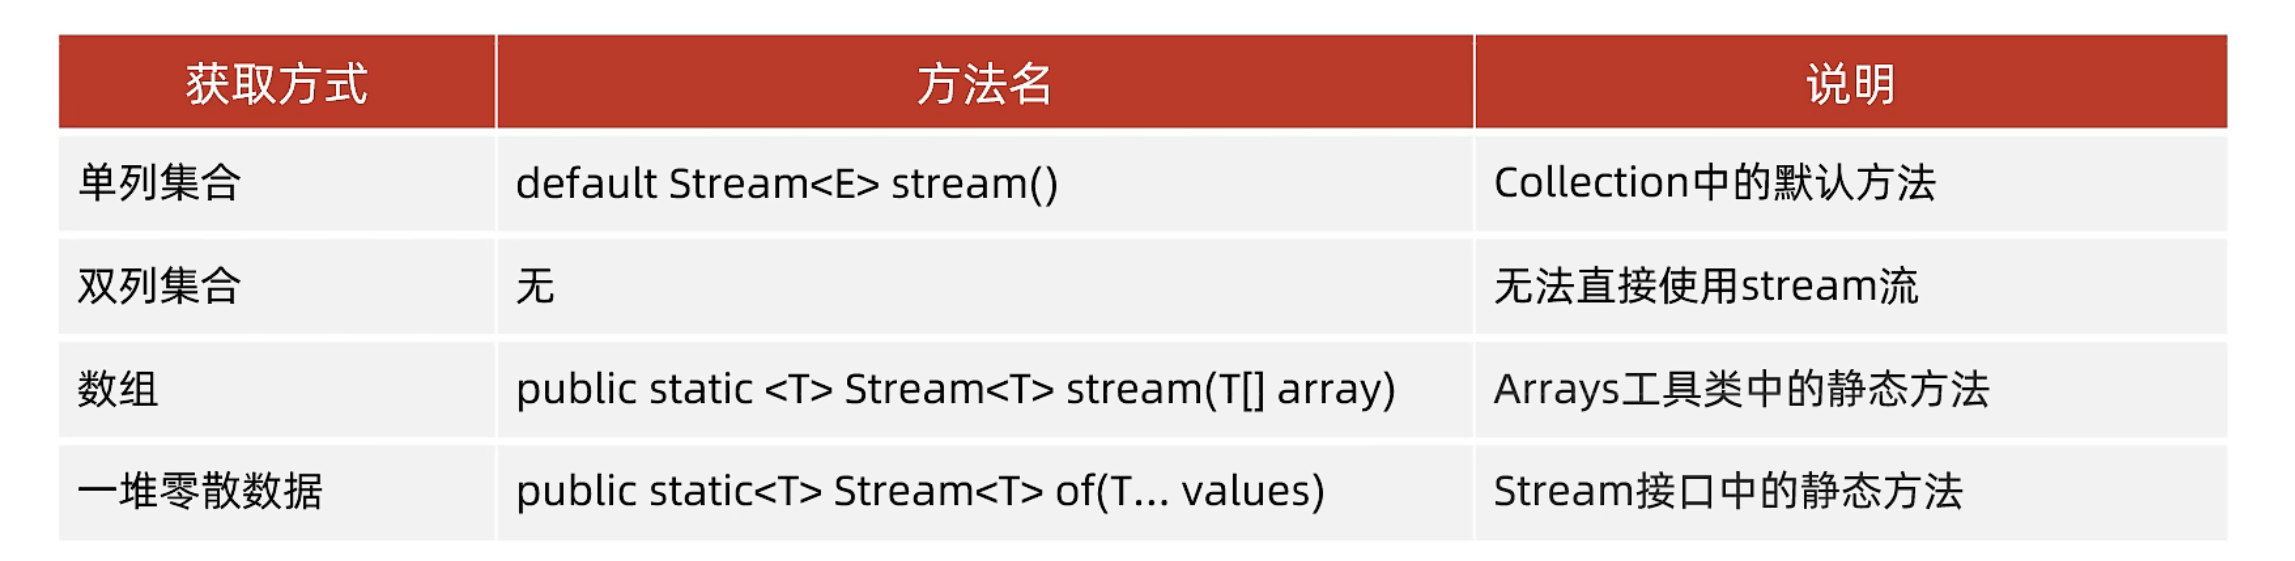 获取方式 方法名 说明
单列集合 default Stream<E> stream() Collection中的默认方法
双列集合 无 无法直接使用stream流
数组 public static <T> Stream<T> stream(T[] array) Arrays工具类中的静态方法
一堆零散数据 public static<T> Stream<T> of(T... values) Stream接口中的静态方法